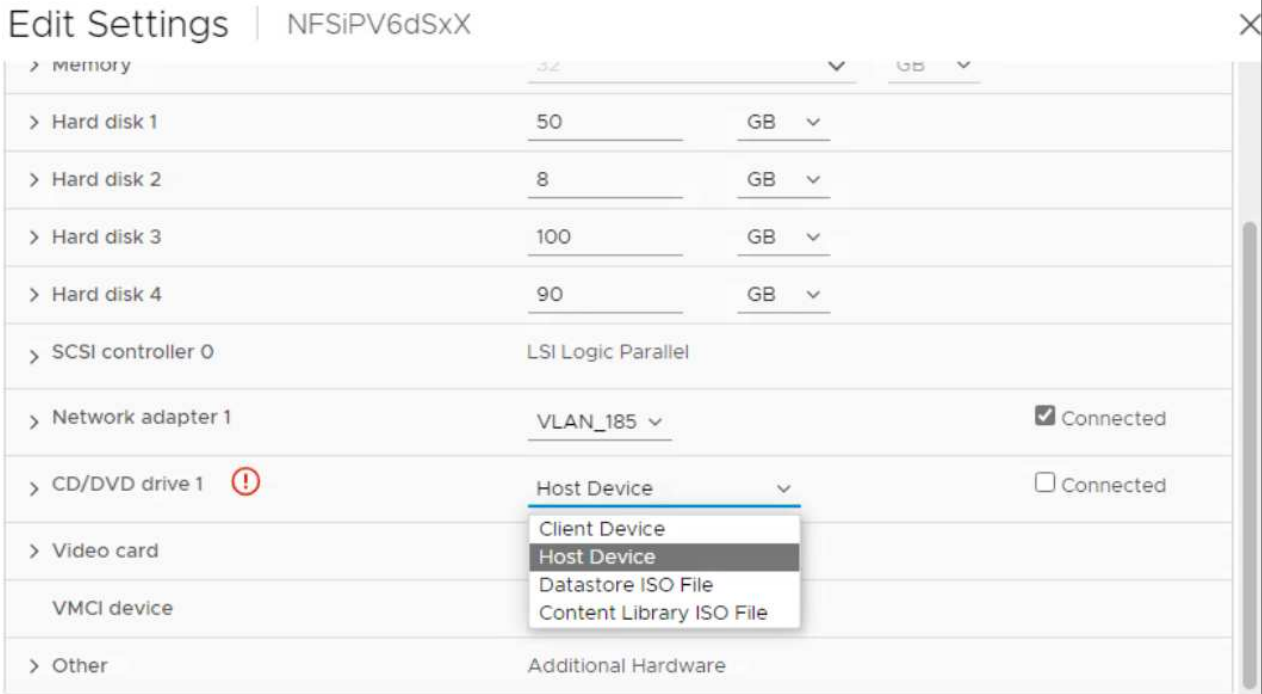 Edit Settings | NFSiPV6dSxX
Memory 32 GB
Hard disk 1 50 GB
Hard disk 2 8 GB
Hard disk 3 100 GB
Hard disk 4 90 GB
SCSI controller 0 LSI Logic Parallel
Network adapter 1 VLAN_185 Connected
CD/DVD drive 1 Host Device Connected
Client Device
Host Device
Datastore ISO File
Content Library ISO File
Video card
VMCI device
Other Additional Hardware